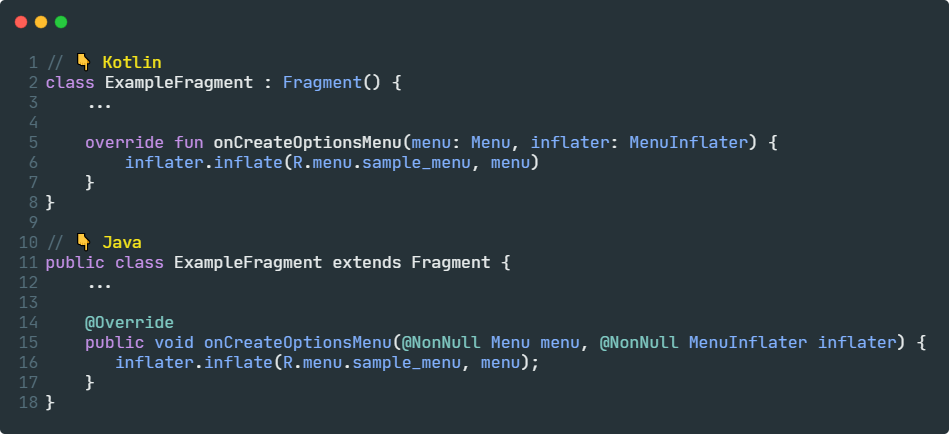 1 // 👇 Kotlin
2 class ExampleFragment : Fragment() {
3     ...
4
5     override fun onCreateOptionsMenu(menu: Menu, inflater: MenuInflater) {
6         inflater.inflate(R.menu.sample_menu, menu)
7     }
8 }
9
10 // 👇 Java
11 public class ExampleFragment extends Fragment {
12     ...
13
14     @Override
15     public void onCreateOptionsMenu(@NonNull Menu menu, @NonNull MenuInflater inflater) {
16        inflater.inflate(R.menu.sample_menu, menu);
17     }
18 }